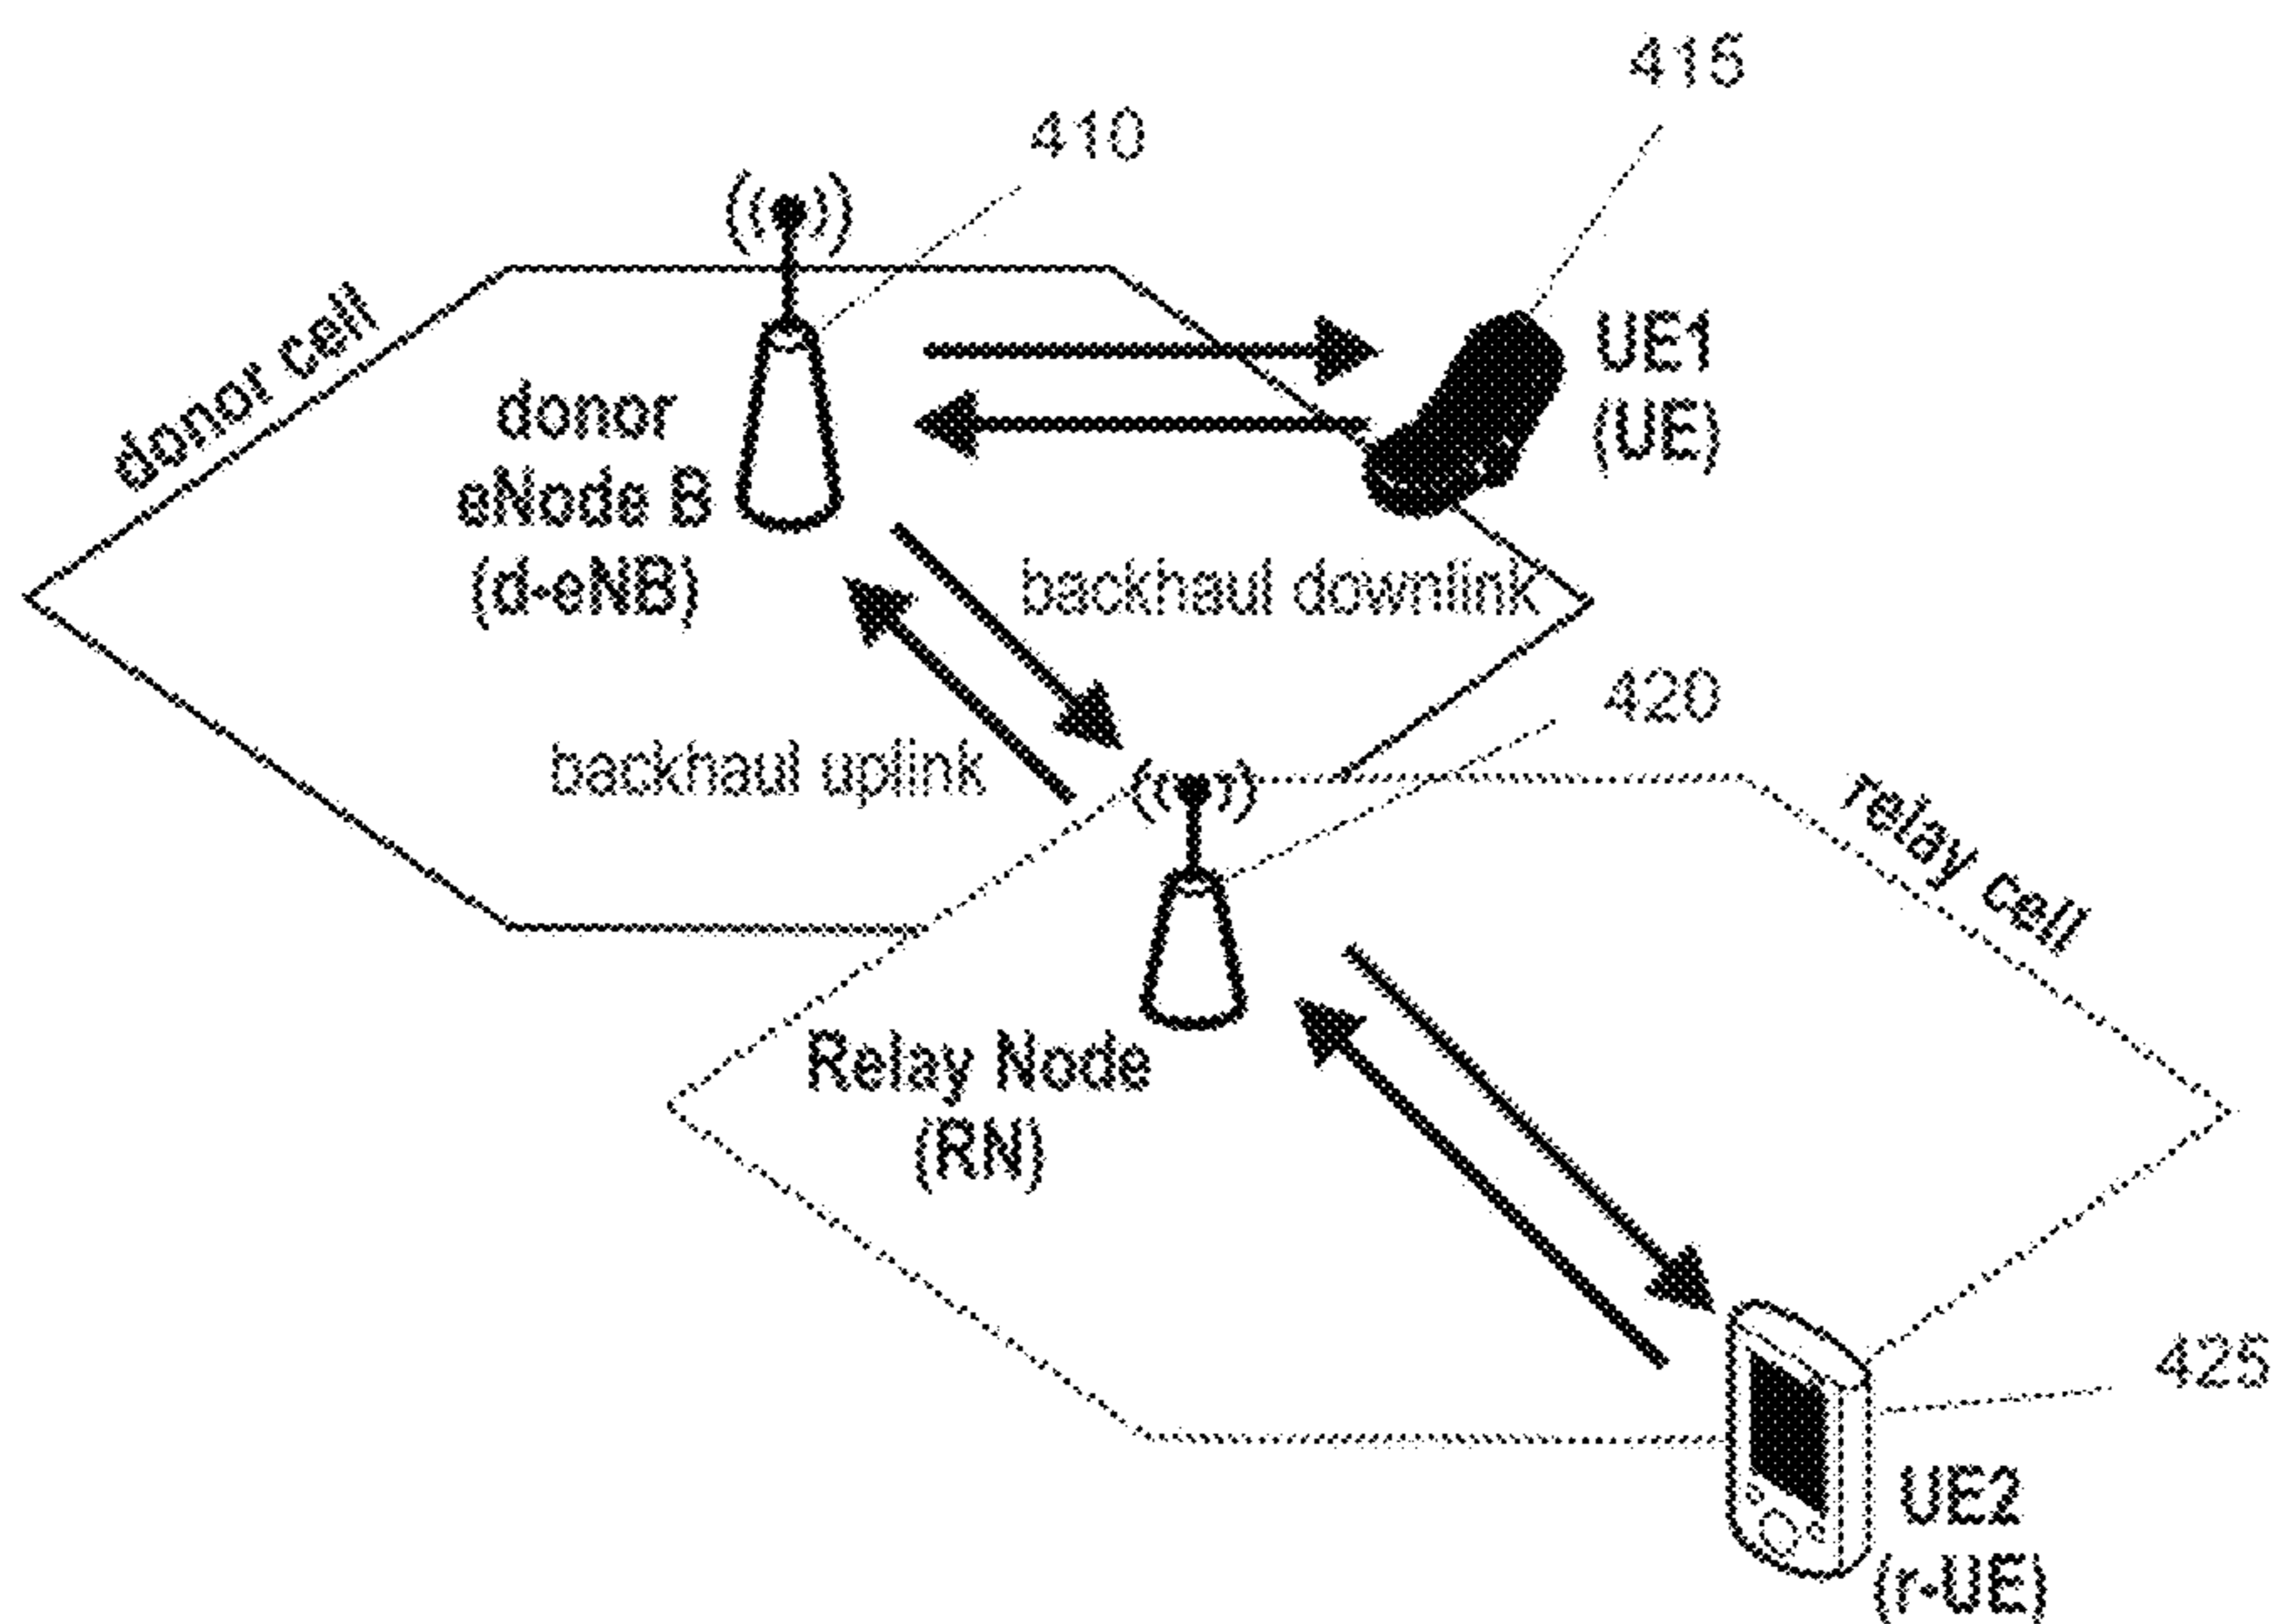 415
410
donor cell
UE1
(UE)
donor
eNode B
(d-eNB)
backhaul downlink
420
backhaul uplink
relay cell
Relay Node
(RN)
425
UE2
(r-UE)